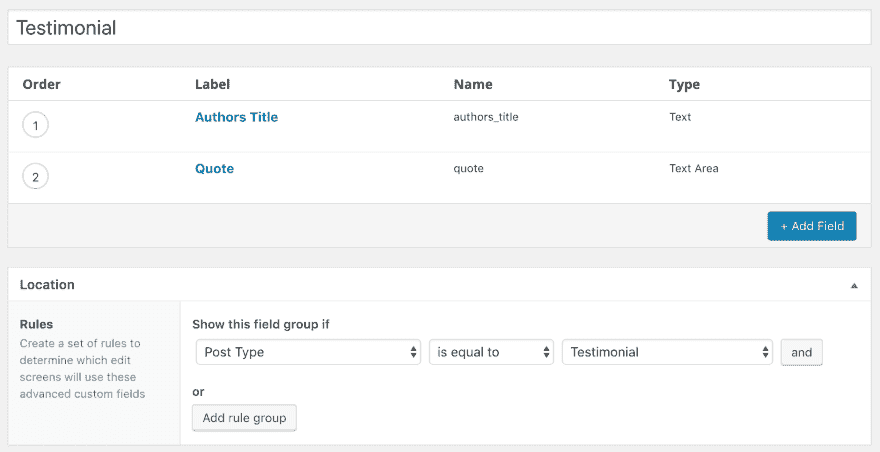 Testimonial
Order Label Name Type
1 Authors Title authors_title Text
2 Quote quote Text Area
+ Add Field
Location
Rules
Create a set of rules to
determine which edit
screens will use these
advanced custom fields
Show this field group if
Post Type is equal to Testimonial and
or
Add rule group